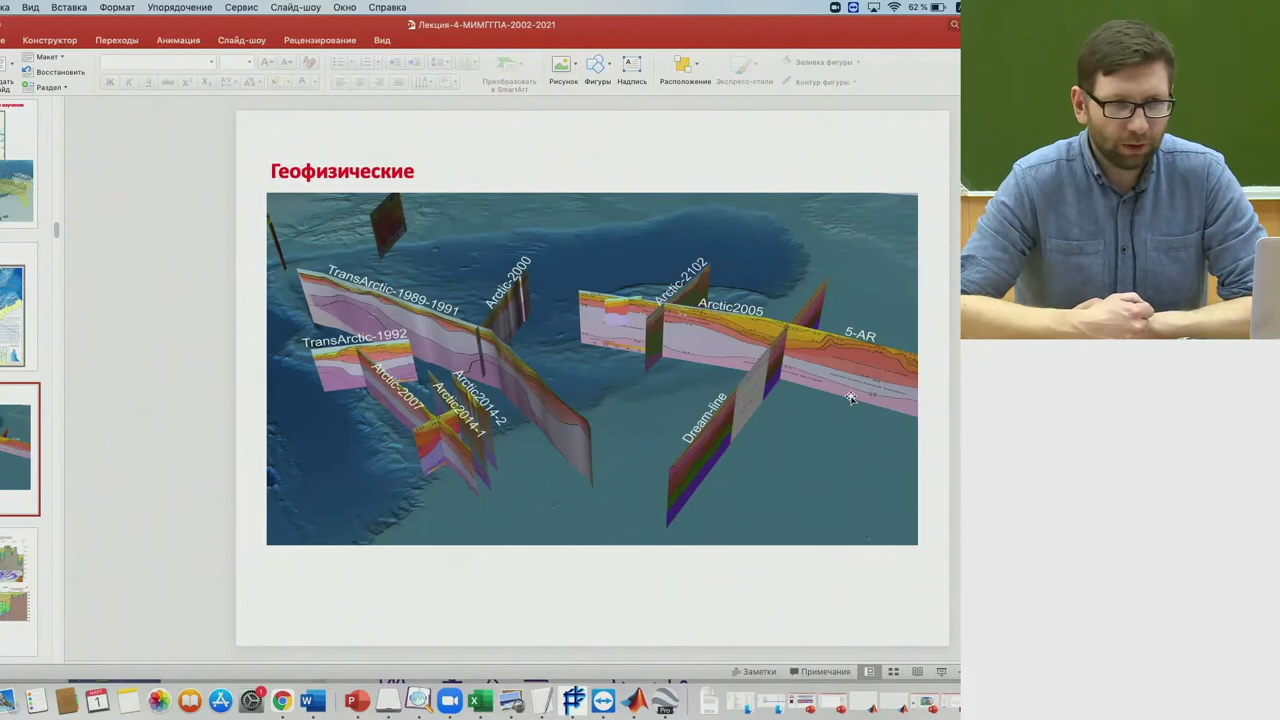 Вид Вставка Формат Упорядочение Сервис Слайд-шоу Окно Справка
62 %
Лекция-4-МИМГГПА-2002-2021
Конструктор Переходы Анимация Слайд-шоу Рецензирование Вид
Макет
Восстановить
Раздел
Преобразовать
в SmartArt
Рисунок Фигуры Надпись Расположение Экспресс-стили
Заливка фигуры
Контур фигуры
Геофизические
TransArctic-1989-1991
Arctic-2000
Arctic-2102
Arctic2005
5-AR
TransArctic-1992
Arctic-2007
Arctic2014-1
Arctic2014-2
Dream-line
Заметки Примечания